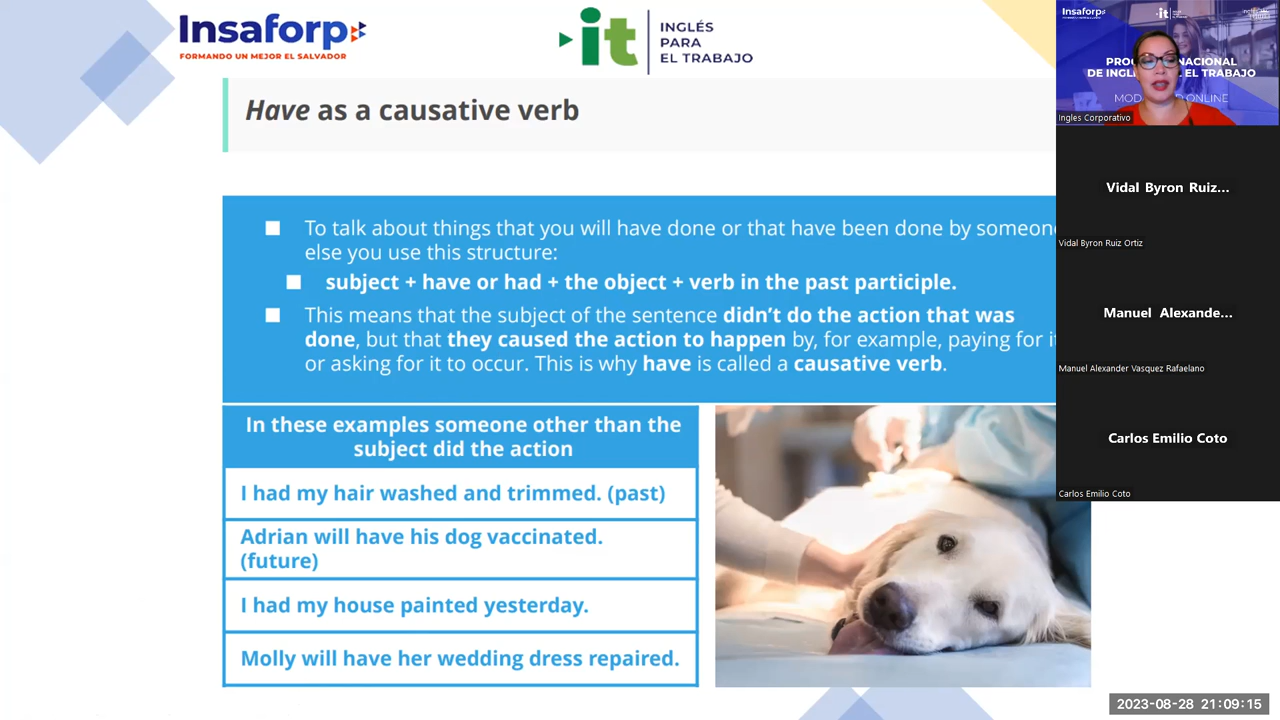 Insaforp
FORMANDO UN MEJOR EL SALVADOR
it
INGLÉS
PARA
EL TRABAJO
Have as a causative verb
■ To talk about things that you will have done or that have been done by someon
else you use this structure:
■ subject + have or had + the object + verb in the past participle.
■ This means that the subject of the sentence didn't do the action that was
done, but that they caused the action to happen by, for example, paying for i
or asking for it to occur. This is why have is called a causative verb.
In these examples someone other than the
subject did the action
I had my hair washed and trimmed. (past)
Adrian will have his dog vaccinated.
(future)
I had my house painted yesterday.
Molly will have her wedding dress repaired.
Insaforp
it
NACIONAL
DE INGL EL TRABAJO
ONLINE
Ingles Corporativo
Vidal Byron Ruiz...
Vidal Byron Ruiz Ortiz
Manuel Alexande...
Manuel Alexander Vasquez Rafaelano
Carlos Emilio Coto
Carlos Emilio Coto
2023-08-28 21:09:15